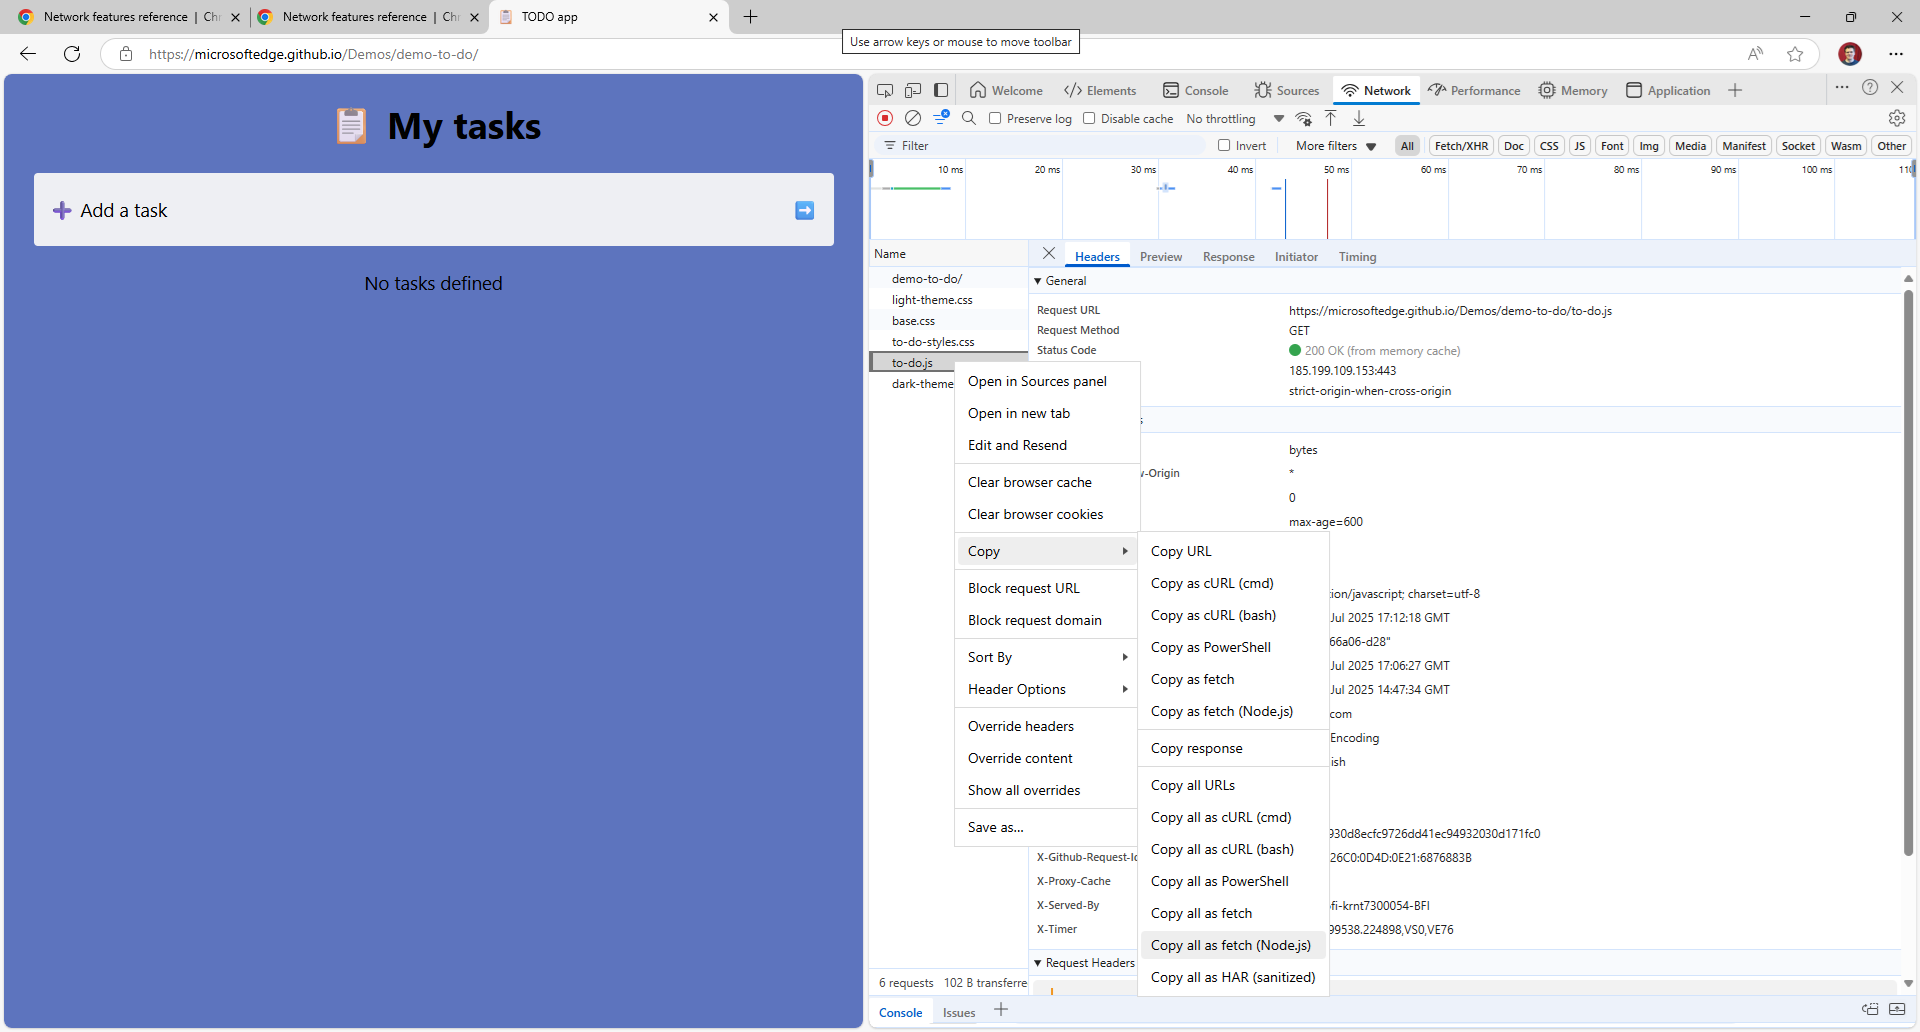 Network features reference | Chr
Network features reference | Chr
TODO app
Use arrow keys or mouse to move toolbar
https://microsoftedge.github.io/Demos/demo-to-do/
My tasks
Add a task
No tasks defined
Welcome
Elements
Console
Sources
Network
Performance
Memory
Application
Preserve log
Disable cache
No throttling
Filter
Invert
More filters
All
Fetch/XHR
Doc
CSS
JS
Font
Img
Media
Manifest
Socket
Wasm
Other
10 ms
20 ms
30 ms
40 ms
50 ms
60 ms
70 ms
80 ms
90 ms
100 ms
110
Name
demo-to-do/
light-theme.css
base.css
to-do-styles.css
to-do.js
dark-theme
Headers
Preview
Response
Initiator
Timing
General
Request URL
https://microsoftedge.github.io/Demos/demo-to-do/to-do.js
Request Method
GET
Status Code
200 OK (from memory cache)
185.199.109.153:443
strict-origin-when-cross-origin
bytes
w-Origin
*
0
max-age=600
ion/javascript; charset=utf-8
Jul 2025 17:12:18 GMT
66a06-d28"
Jul 2025 17:06:27 GMT
Jul 2025 14:47:34 GMT
com
Encoding
ish
930d8ecfc9726dd41ec94932030d171fc0
X-Github-Request-Id
26C0:0D4D:0E21:6876883B
X-Proxy-Cache
X-Served-By
fi-krnt7300054-BFI
X-Timer
99538.224898,VS0,VE76
Request Headers
Open in Sources panel
Open in new tab
Edit and Resend
Clear browser cache
Clear browser cookies
Copy
Block request URL
Block request domain
Sort By
Header Options
Override headers
Override content
Show all overrides
Save as...
Copy URL
Copy as cURL (cmd)
Copy as cURL (bash)
Copy as PowerShell
Copy as fetch
Copy as fetch (Node.js)
Copy response
Copy all URLs
Copy all as cURL (cmd)
Copy all as cURL (bash)
Copy all as PowerShell
Copy all as fetch
Copy all as fetch (Node.js)
Copy all as HAR (sanitized)
6 requests
102 B transferre
Console
Issues